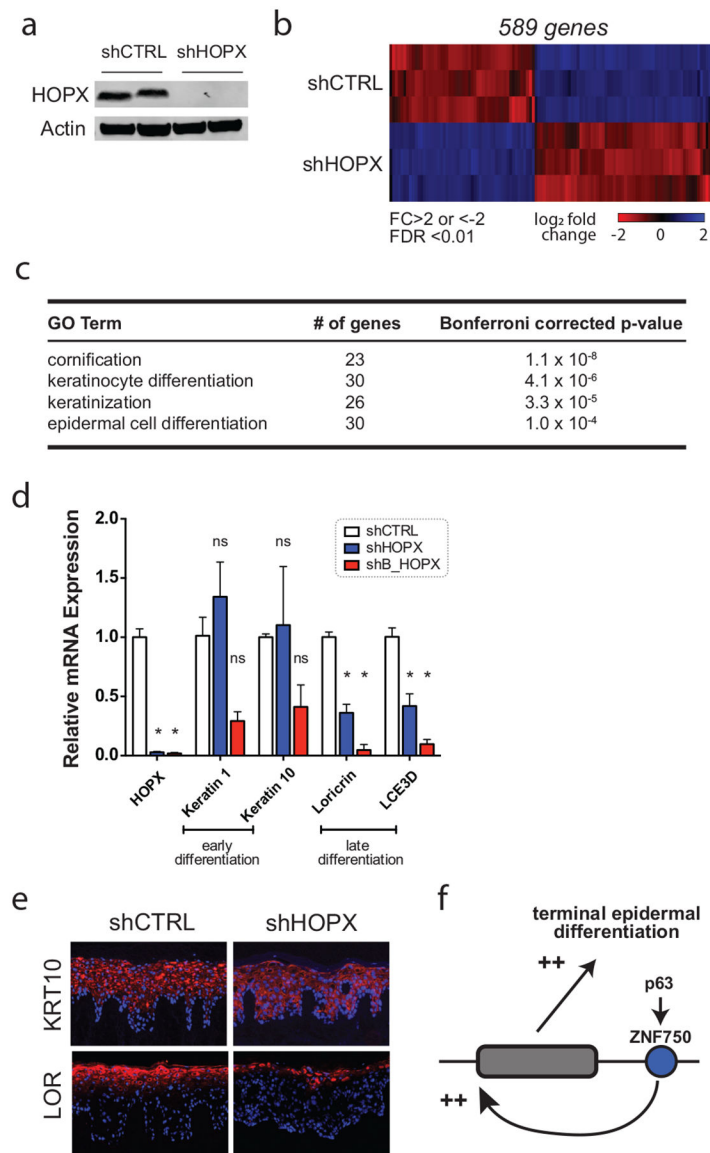 a
shCTRL shHOPX
HOPX
Actin
b
589 genes
shCTRL
shHOPX
FC>2 or <-2
FDR <0.01
log₂ fold
change
-2 0 2
c
GO Term # of genes Bonferroni corrected p-value
cornification 23 1.1 x 10⁻⁸
keratinocyte differentiation 30 4.1 x 10⁻⁶
keratinization 26 3.3 x 10⁻⁵
epidermal cell differentiation 30 1.0 x 10⁻⁴
d
Relative mRNA Expression
2.0
1.5
1.0
0.5
0.0
shCTRL
shHOPX
shB_HOPX
* * ns ns ns ns * * * *
HOPX Keratin 1 Keratin 10 Loricrin LCE3D
early
differentiation
late
differentiation
e
shCTRL shHOPX
KRT10
LOR
f
terminal epidermal
differentiation
++
p63
ZNF750
++